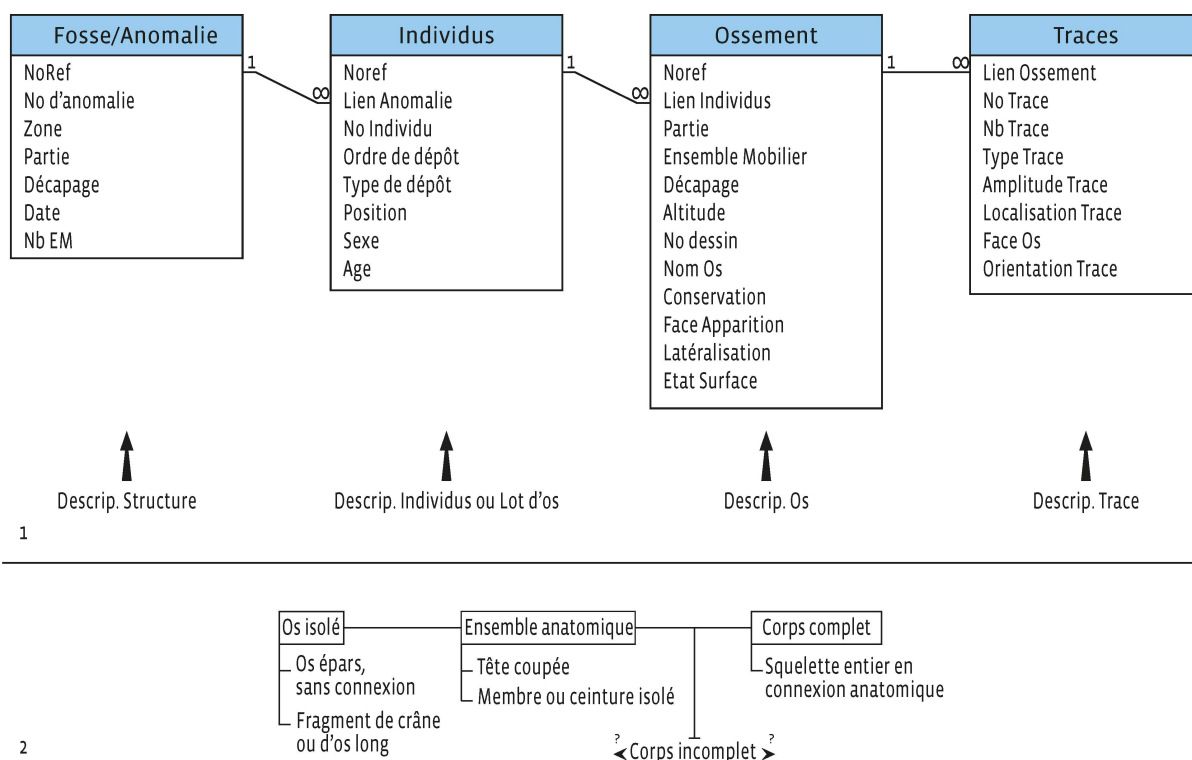 Fosse/Anomalie
NoRef
No d'anomalie
Zone
Partie
Décapage
Date
Nb EM
1
∞
Individus
Noref
Lien Anomalie
No Individu
Ordre de dépôt
Type de dépôt
Position
Sexe
Age
1
∞
Ossement
Noref
Lien Individus
Partie
Ensemble Mobilier
Décapage
Altitude
No dessin
Nom Os
Conservation
Face Apparition
Latéralisation
Etat Surface
1
∞
Traces
Lien Ossement
No Trace
Nb Trace
Type Trace
Amplitude Trace
Localisation Trace
Face Os
Orientation Trace
Descrip. Structure
Descrip. Individus ou Lot d'os
Descrip. Os
Descrip. Trace
1
Os isolé
Os épars,
sans connexion
Fragment de crâne
ou d'os long
Ensemble anatomique
Tête coupée
Membre ou ceinture isolé
Corps complet
Squelette entier en
connexion anatomique
? ?
Corps incomplet
2